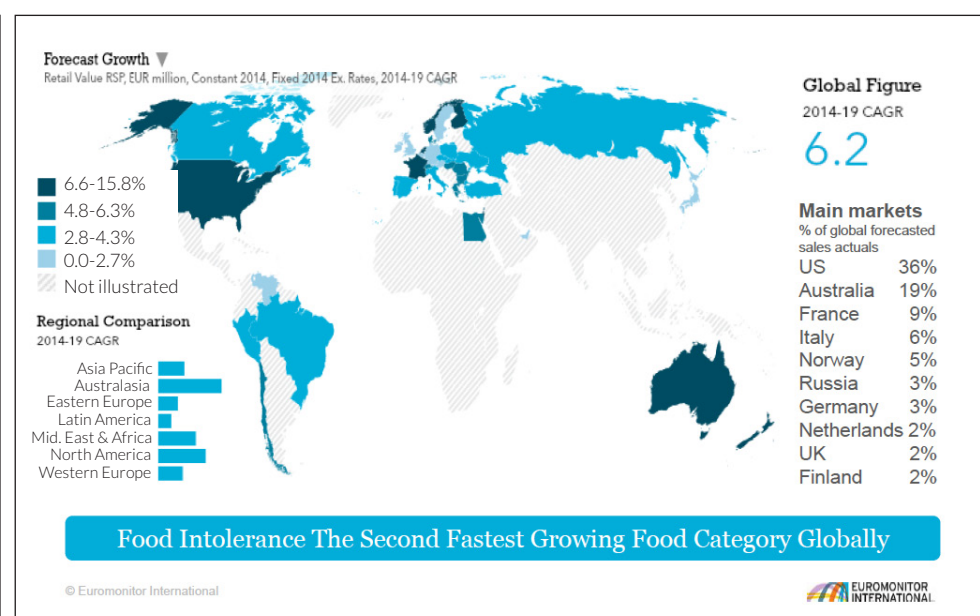 Forecast Growth
Retail Value RSP, EUR million, Constant 2014, Fixed 2014 Ex. Rates, 2014-19 CAGR
6.6-15.8%
4.8-6.3%
2.8-4.3%
0.0-2.7%
Not illustrated
Regional Comparison
2014-19 CAGR
Asia Pacific
Australasia
Eastern Europe
Latin America
Mid. East & Africa
North America
Western Europe
Global Figure
2014-19 CAGR
6.2
Main markets
% of global forecasted
sales actuals
US 36%
Australia 19%
France 9%
Italy 6%
Norway 5%
Russia 3%
Germany 3%
Netherlands 2%
UK 2%
Finland 2%
Food Intolerance The Second Fastest Growing Food Category Globally
© Euromonitor International
EUROMONITOR
INTERNATIONAL